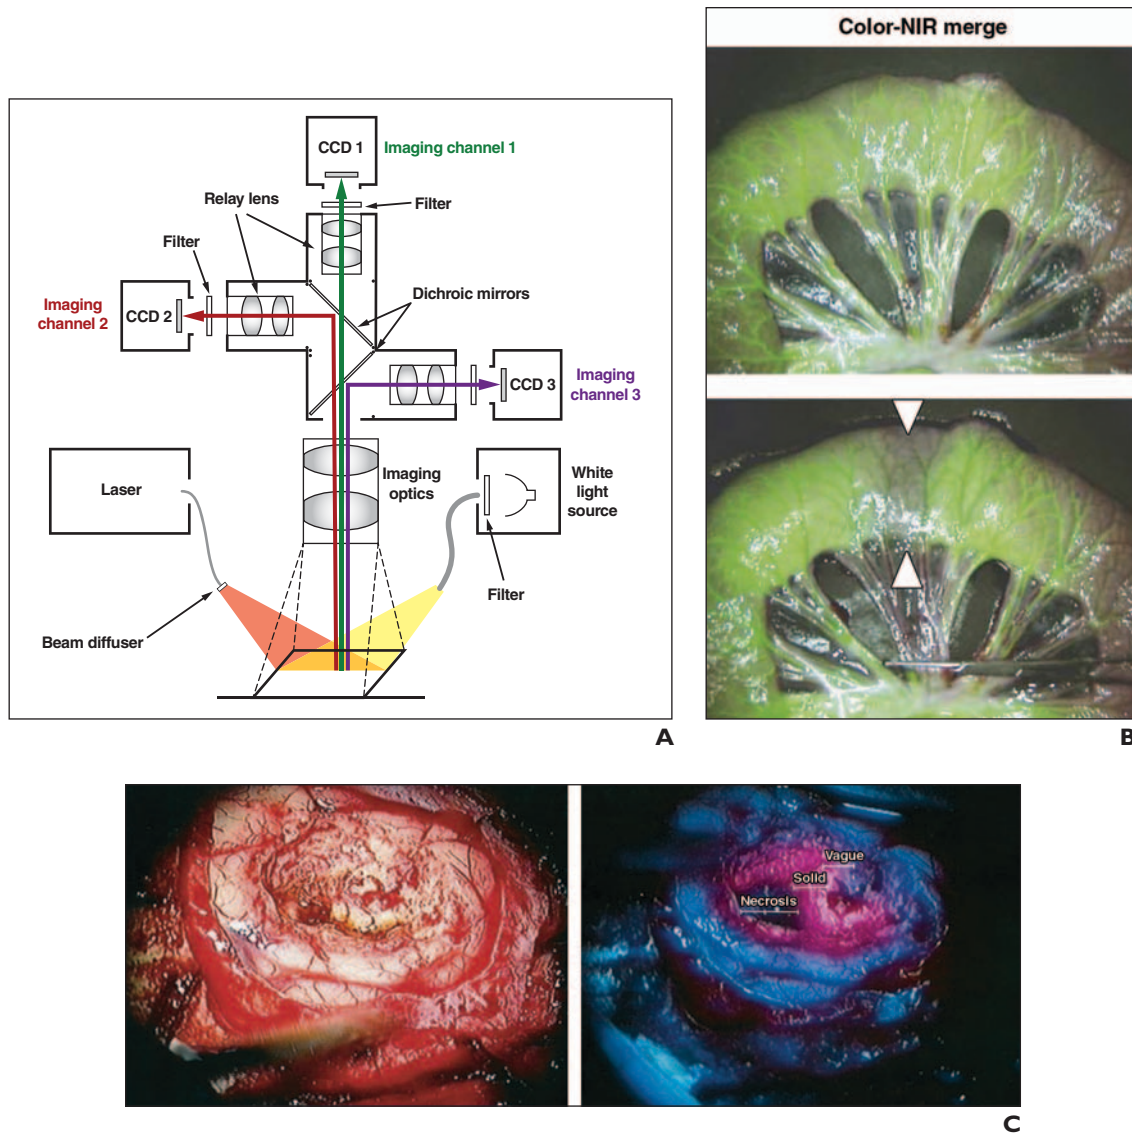 CCD 1
Imaging channel 1
Relay lens
Filter
Filter
Dichroic mirrors
Imaging
channel 2
CCD 2
CCD 3
Imaging
channel 3
Laser
Imaging
optics
White
light
source
Filter
Beam diffuser
A
Color-NIR merge
B
Vague
Solid
Necrosis
C